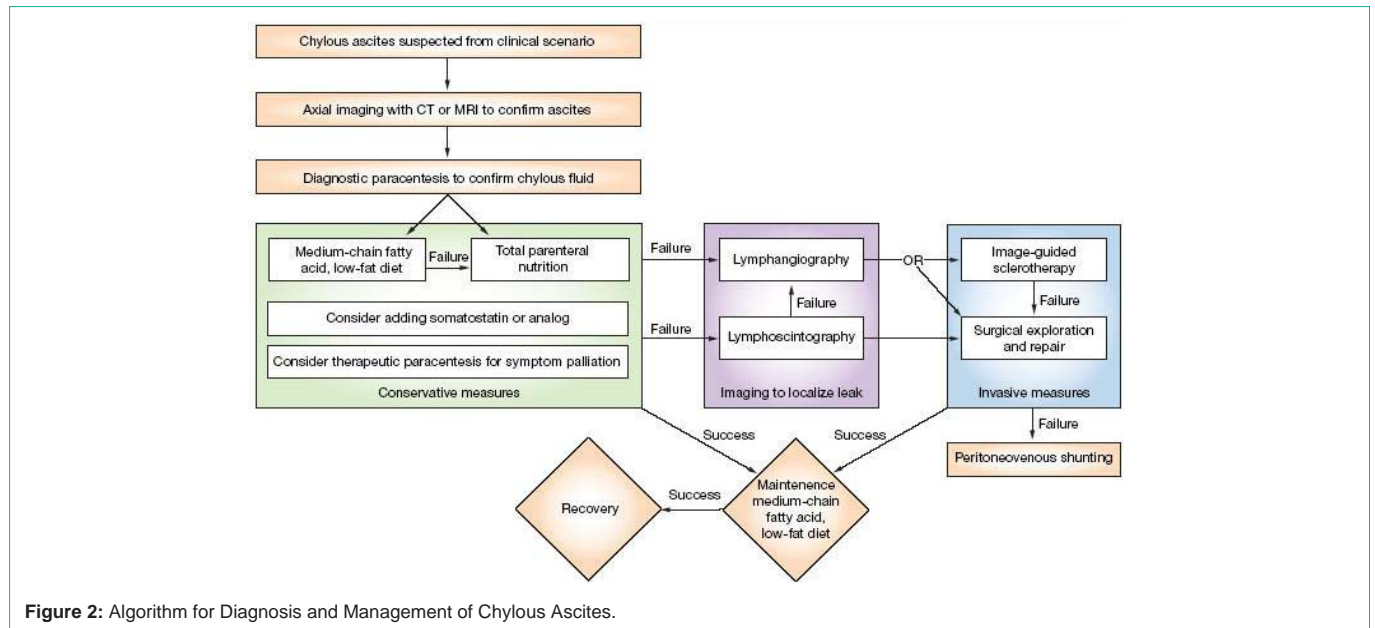 Chylous ascites suspected from clinical scenario
Axial imaging with CT or MRI to confirm ascites
Diagnostic paracentesis to confirm chylous fluid
Medium-chain fatty
acid, low-fat diet
Failure
Total parenteral
nutrition
Consider adding somatostatin or analog
Consider therapeutic paracentesis for symptom palliation
Conservative measures
Failure
Failure
Lymphangiography
Failure
Lymphoscintography
Imaging to localize leak
OR
Image-guided
sclerotherapy
Failure
Surgical exploration
and repair
Invasive measures
Failure
Peritoneovenous shunting
Success
Success
Maintenence
medium-chain
fatty acid,
low-fat diet
Success
Recovery
Figure 2: Algorithm for Diagnosis and Management of Chylous Ascites.